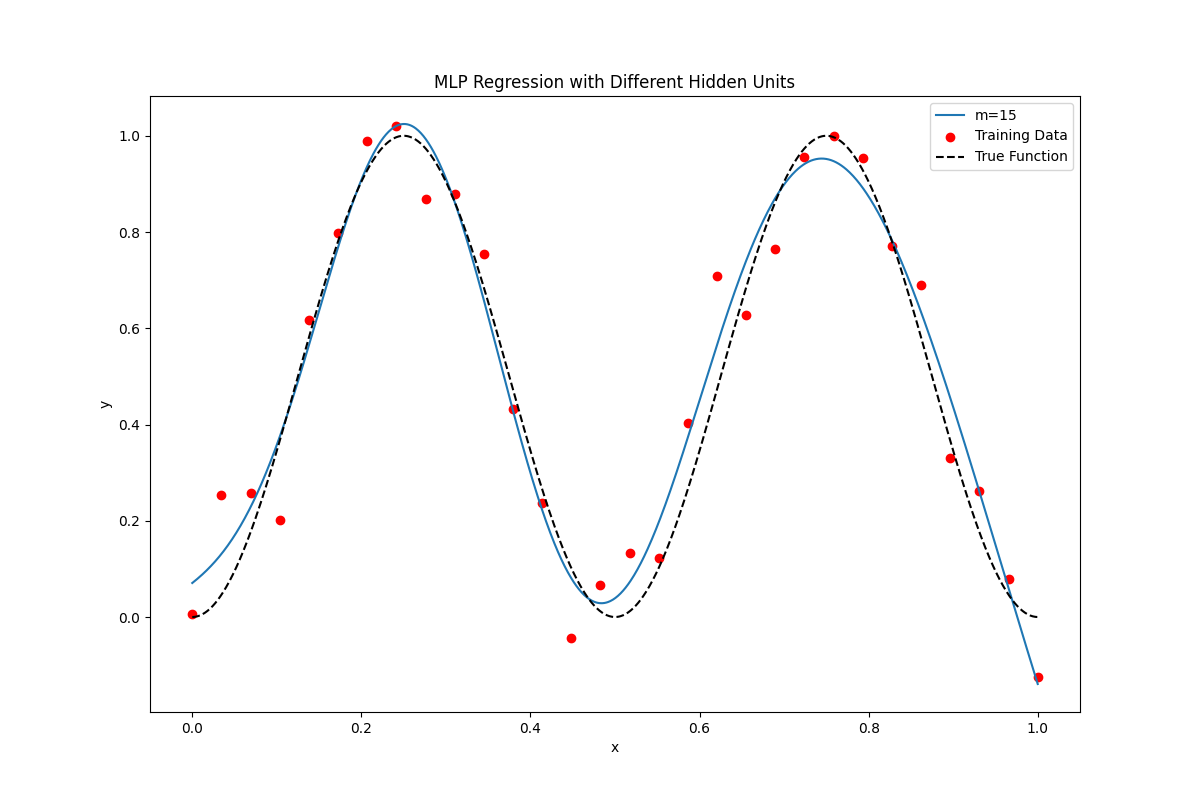 MLP Regression with Different Hidden Units
m=15
Training Data
True Function
y
1.0
0.8
0.6
0.4
0.2
0.0
0.0 0.2 0.4 0.6 0.8 1.0
x